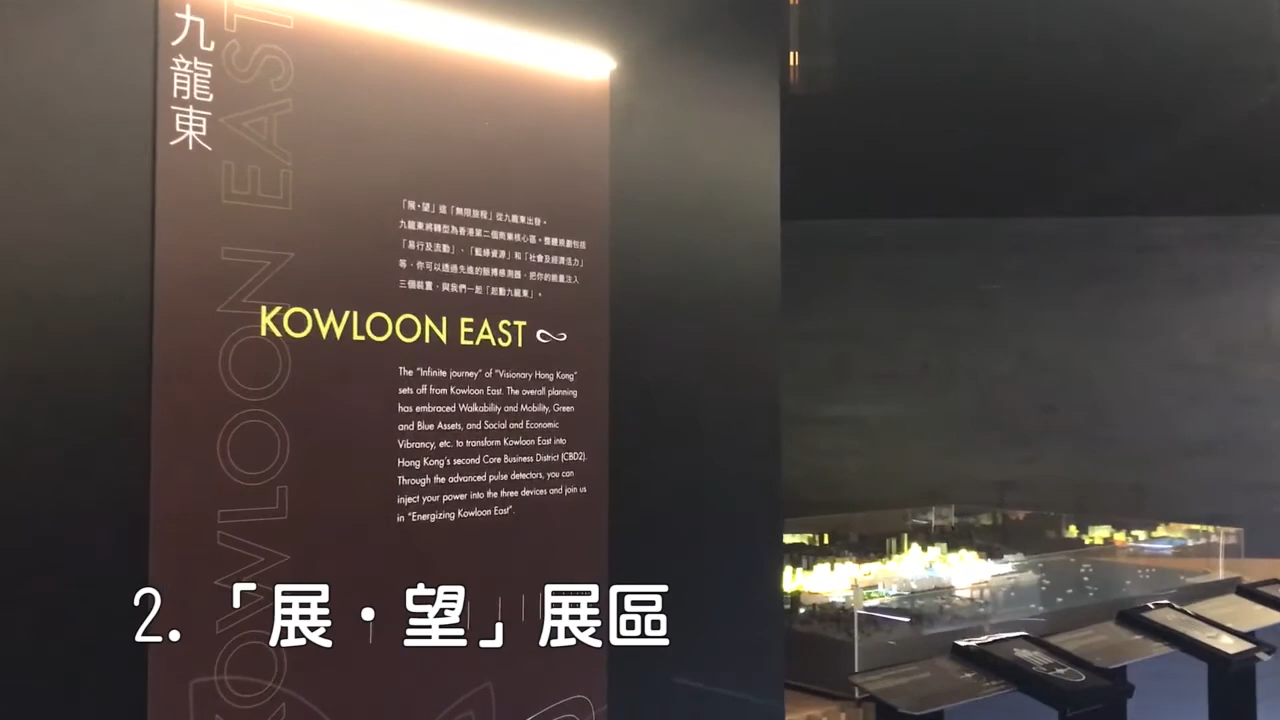 九龍東
KOWLOON EAST
「展・望」這「無限旅程」從九龍東出發。
九龍東將轉型為香港第二個商業核心區。整體規劃包括
「易行及流動」、「藍綠資源」和「社會及經濟活力」
等。你可以透過先進的脈搏感測器，把你的能量注入
三個裝置，與我們一起「起動九龍東」。
KOWLOON EAST
The “Infinite journey” of “Visionary Hong Kong”
sets off from Kowloon East. The overall planning
has embraced Walkability and Mobility, Green
and Blue Assets, and Social and Economic
Vibrancy, etc. to transform Kowloon East into
Hong Kong’s second Core Business District (CBD2).
Through the advanced pulse detectors, you can
inject your power into the three devices and join us
in “Energizing Kowloon East”.
2. 「展・望」展區